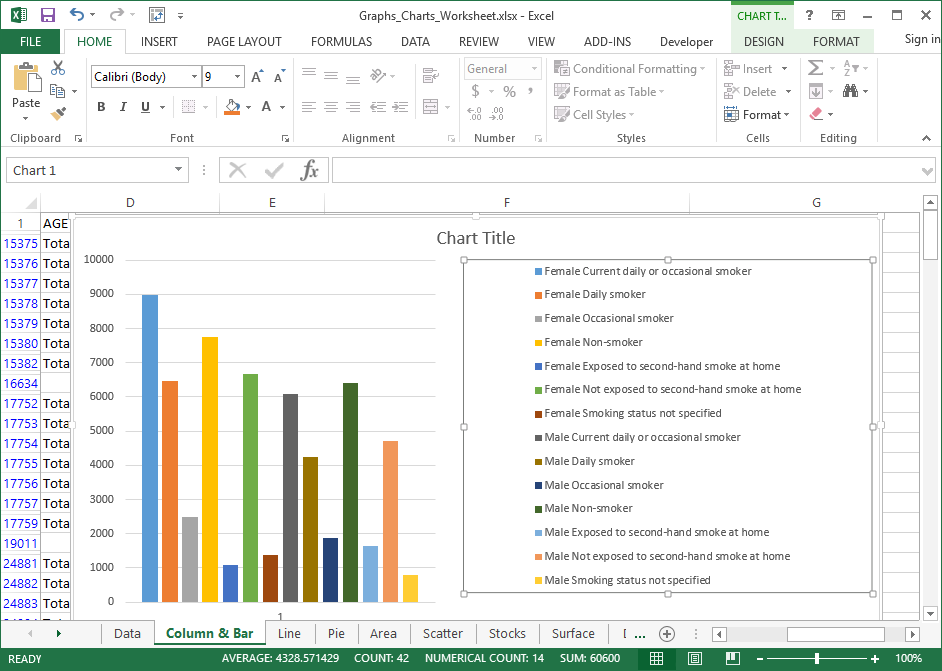 Graphs_Charts_Worksheet.xlsx - Excel
CHART T...
?
FILE HOME INSERT PAGE LAYOUT FORMULAS DATA REVIEW VIEW ADD-INS Developer DESIGN FORMAT Sign in
Paste
Calibri (Body) 9 A A
B I U A
General
$ % ,
Conditional Formatting
Format as Table
Cell Styles
Insert
Delete
Format
Clipboard Font Alignment Number Styles Cells Editing
Chart 1 fx
D E F G
1 AGE
15375 Tota
15376 Tota
15377 Tota
15378 Tota
15379 Tota
15380 Tota
15382 Tota
16634
17752 Tota
17753 Tota
17754 Tota
17755 Tota
17756 Tota
17757 Tota
17759 Tota
19011
24881 Tota
24882 Tota
24883 Tota
Chart Title
10000
9000
8000
7000
6000
5000
4000
3000
2000
1000
0
1
Female Current daily or occasional smoker
Female Daily smoker
Female Occasional smoker
Female Non-smoker
Female Exposed to second-hand smoke at home
Female Not exposed to second-hand smoke at home
Female Smoking status not specified
Male Current daily or occasional smoker
Male Daily smoker
Male Occasional smoker
Male Non-smoker
Male Exposed to second-hand smoke at home
Male Not exposed to second-hand smoke at home
Male Smoking status not specified
Data Column & Bar Line Pie Area Scatter Stocks Surface ...
READY AVERAGE: 4328.571429 COUNT: 42 NUMERICAL COUNT: 14 SUM: 60600 100%